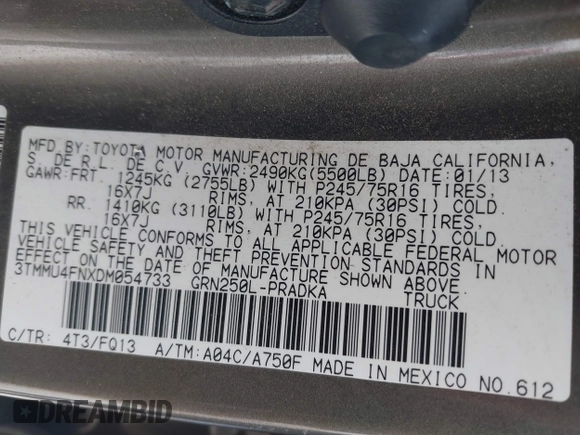 MFD BY: TOYOTA MOTOR MANUFACTURING DE BAJA CALIFORNIA,
S. DE R.L. DE C.V. GVWR:2490KG(5500LB) DATE:01/13
GAWR:FRT. 1245KG (2755LB) WITH P245/75R16 TIRES,
16X7J RIMS, AT 210KPA (30PSI) COLD.
RR. 1410KG (3110LB) WITH P245/75R16 TIRES,
16X7J RIMS, AT 210KPA (30PSI) COLD.
THIS VEHICLE CONFORMS TO ALL APPLICABLE FEDERAL MOTOR
VEHICLE SAFETY AND THEFT PREVENTION STANDARDS IN
EFFECT ON THE DATE OF MANUFACTURE SHOWN ABOVE.
3TMMU4FNXDM054733 GRN250L-PRADKA TRUCK
C/TR: 4T3/FQ13 A/TM:A04C/A750F MADE IN MEXICO NO.612
DREAMBID